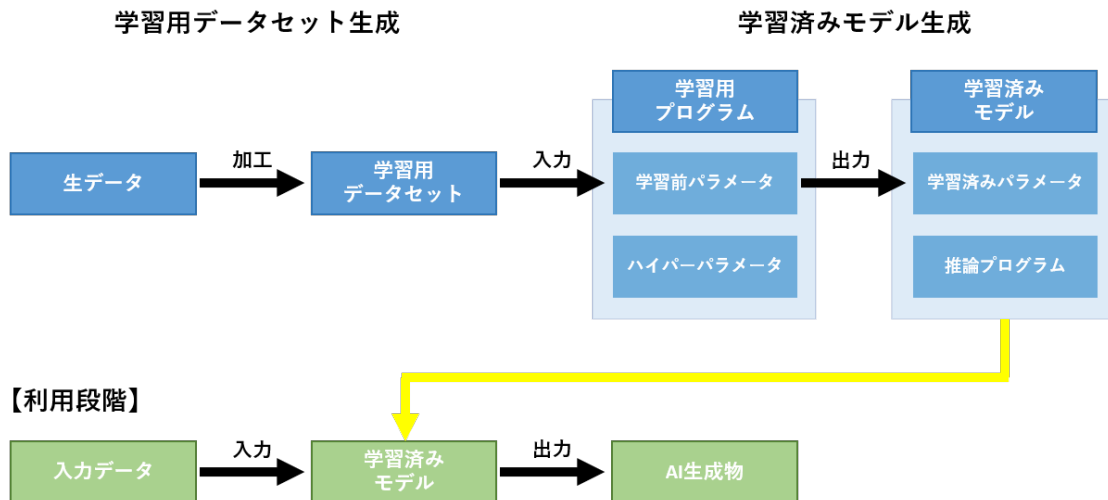 学習用データセット生成
学習済みモデル生成
生データ
加工
学習用
データセット
入力
学習用
プログラム
学習前パラメータ
ハイパーパラメータ
出力
学習済み
モデル
学習済みパラメータ
推論プログラム
【利用段階】
入力データ
入力
学習済み
モデル
出力
AI生成物